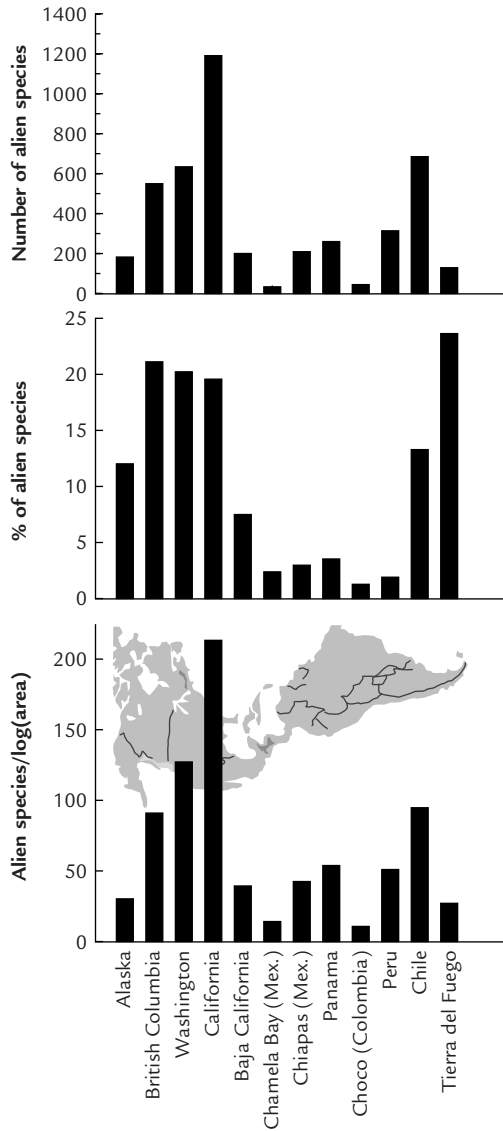 1400
1200
1000
800
600
400
200
0
Number of alien species
25
20
15
10
5
0
% of alien species
200
150
100
50
0
Alien species/log(area)
Alaska
British Columbia
Washington
California
Baja California
Chamela Bay (Mex.)
Chiapas (Mex.)
Panama
Choco (Colombia)
Peru
Chile
Tierra del Fuego